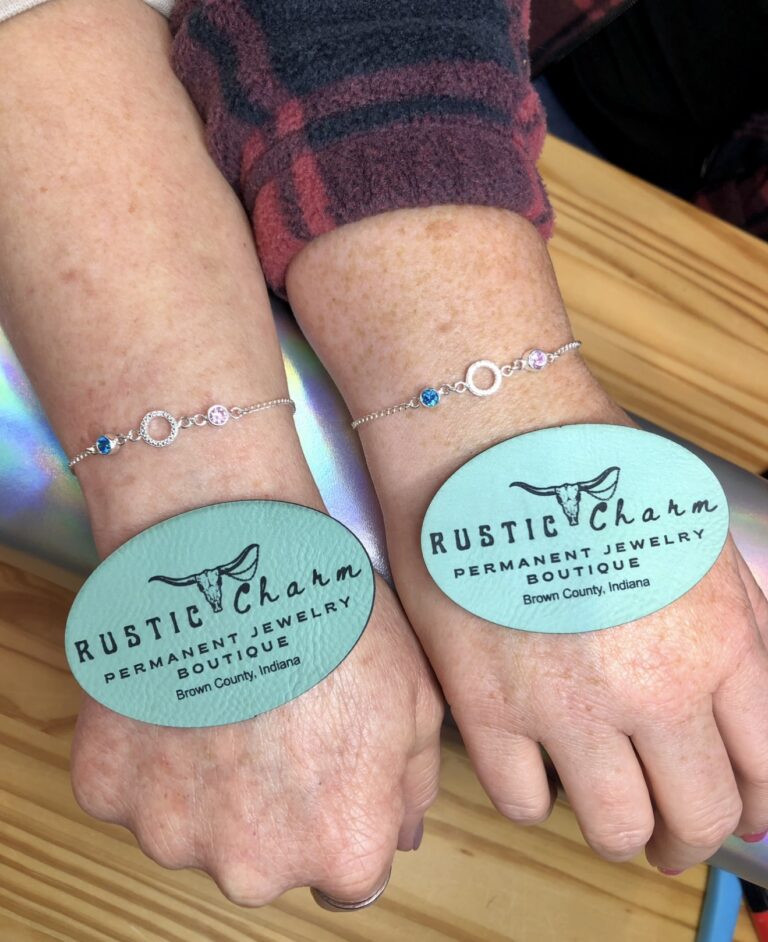 RUSTIC Charm
PERMANENT JEWELRY
BOUTIQUE
Brown County, Indiana
RUSTIC Charm
PERMANENT JEWELRY
BOUTIQUE
Brown County, Indiana